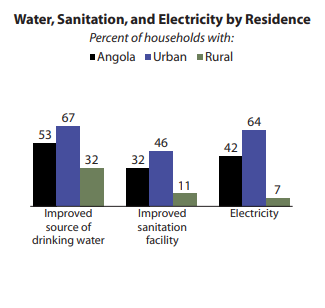 Water, Sanitation, and Electricity by Residence
Percent of households with:
Angola Urban Rural
53 67 32
32 46 11
42 64 7
Improved source of drinking water
Improved sanitation facility
Electricity